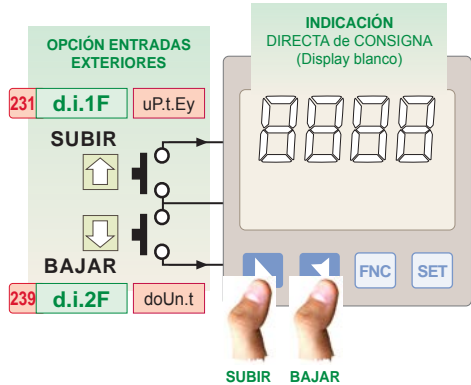 OPCIÓN ENTRADAS
EXTERIORES
INDICACIÓN
DIRECTA de CONSIGNA
(Display blanco)
231 d.i.1F uP.t.Ey
SUBIR
8888
BAJAR
FNC SET
239 d.i.2F doUn.t
SUBIR BAJAR